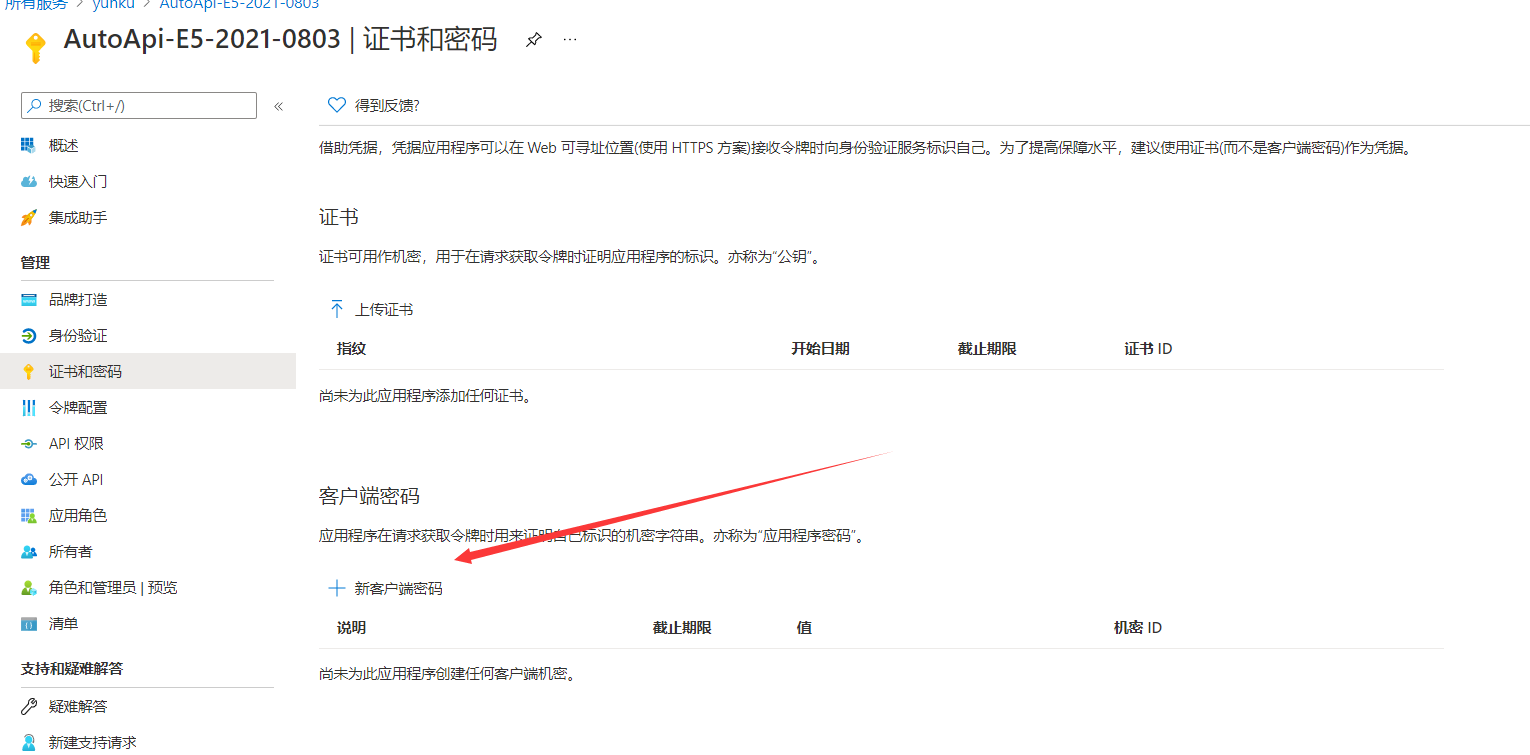 所有服务 > yunku > AutoApi-E5-2021-0803
AutoApi-E5-2021-0803 | 证书和密码
搜索(Ctrl+/)
概述
快速入门
集成助手
管理
品牌打造
身份验证
证书和密码
令牌配置
API 权限
公开 API
应用角色
所有者
角色和管理员 | 预览
清单
支持和疑难解答
疑难解答
新建支持请求
得到反馈?
借助凭据，凭据应用程序可以在 Web 可寻址位置(使用 HTTPS 方案)接收令牌时向身份验证服务标识自己。为了提高保障水平，建议使用证书(而不是客户端密码)作为凭据。
证书
证书可用作机密，用于在请求获取令牌时证明应用程序的标识。亦称为“公钥”。
上传证书
指纹 开始日期 截止期限 证书 ID
尚未为此应用程序添加任何证书。
客户端密码
应用程序在请求获取令牌时用来证明自己标识的机密字符串。亦称为“应用程序密码”。
新客户端密码
说明 截止期限 值 机密 ID
尚未为此应用程序创建任何客户端机密。